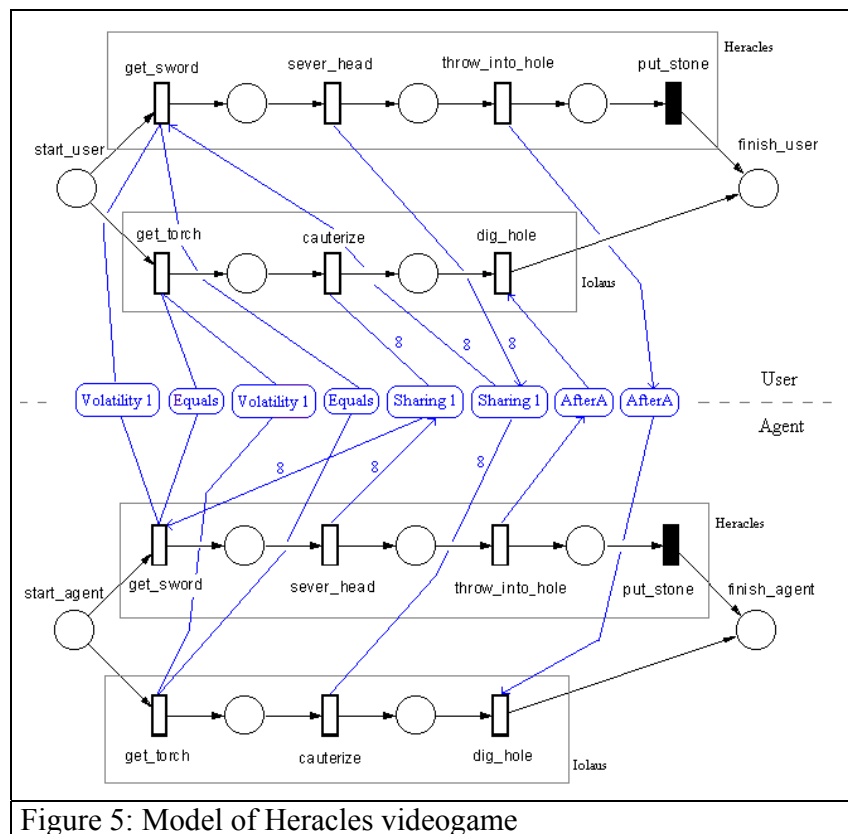 Heracles
get_sword
sever_head
throw_into_hole
put_stone
start_user
finish_user
get_torch
cauterize
dig_hole
Iolaus
8
8
8
Volatility 1
Equals
Volatility 1
Equals
Sharing 1
Sharing 1
AfterA
AfterA
User
Agent
8
8
8
Heracles
get_sword
sever_head
throw_into_hole
put_stone
start_agent
finish_agent
get_torch
cauterize
dig_hole
Iolaus
Figure 5: Model of Heracles videogame